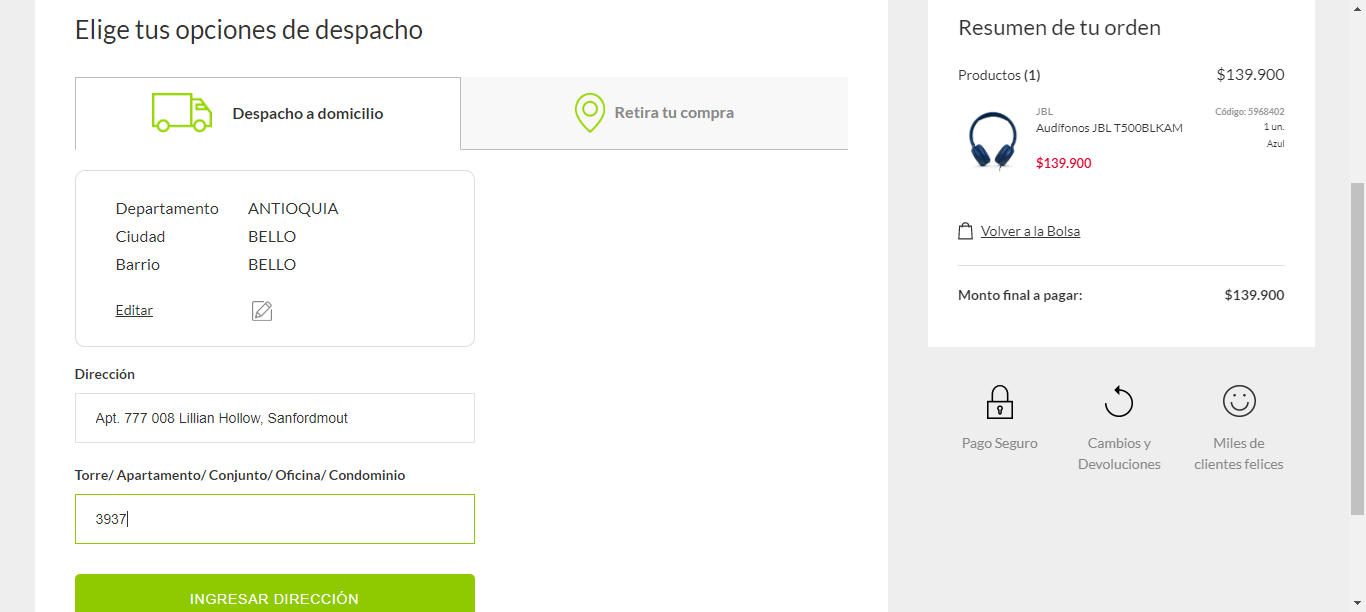 Elige tus opciones de despacho
Despacho a domicilio
Retira tu compra
Departamento ANTIOQUIA
Ciudad BELLO
Barrio BELLO
Editar
Dirección
Apt. 777 008 Lillian Hollow, Sanfordmout
Torre/ Apartamento/ Conjunto/ Oficina/ Condominio
3937
INGRESAR DIRECCIÓN
Resumen de tu orden
Productos (1) $139.900
JBL Código: 5968402
Audífonos JBL T500BLKAM 1 un.
Azul
$139.900
Volver a la Bolsa
Monto final a pagar: $139.900
Pago Seguro
Cambios y
Devoluciones
Miles de
clientes felices